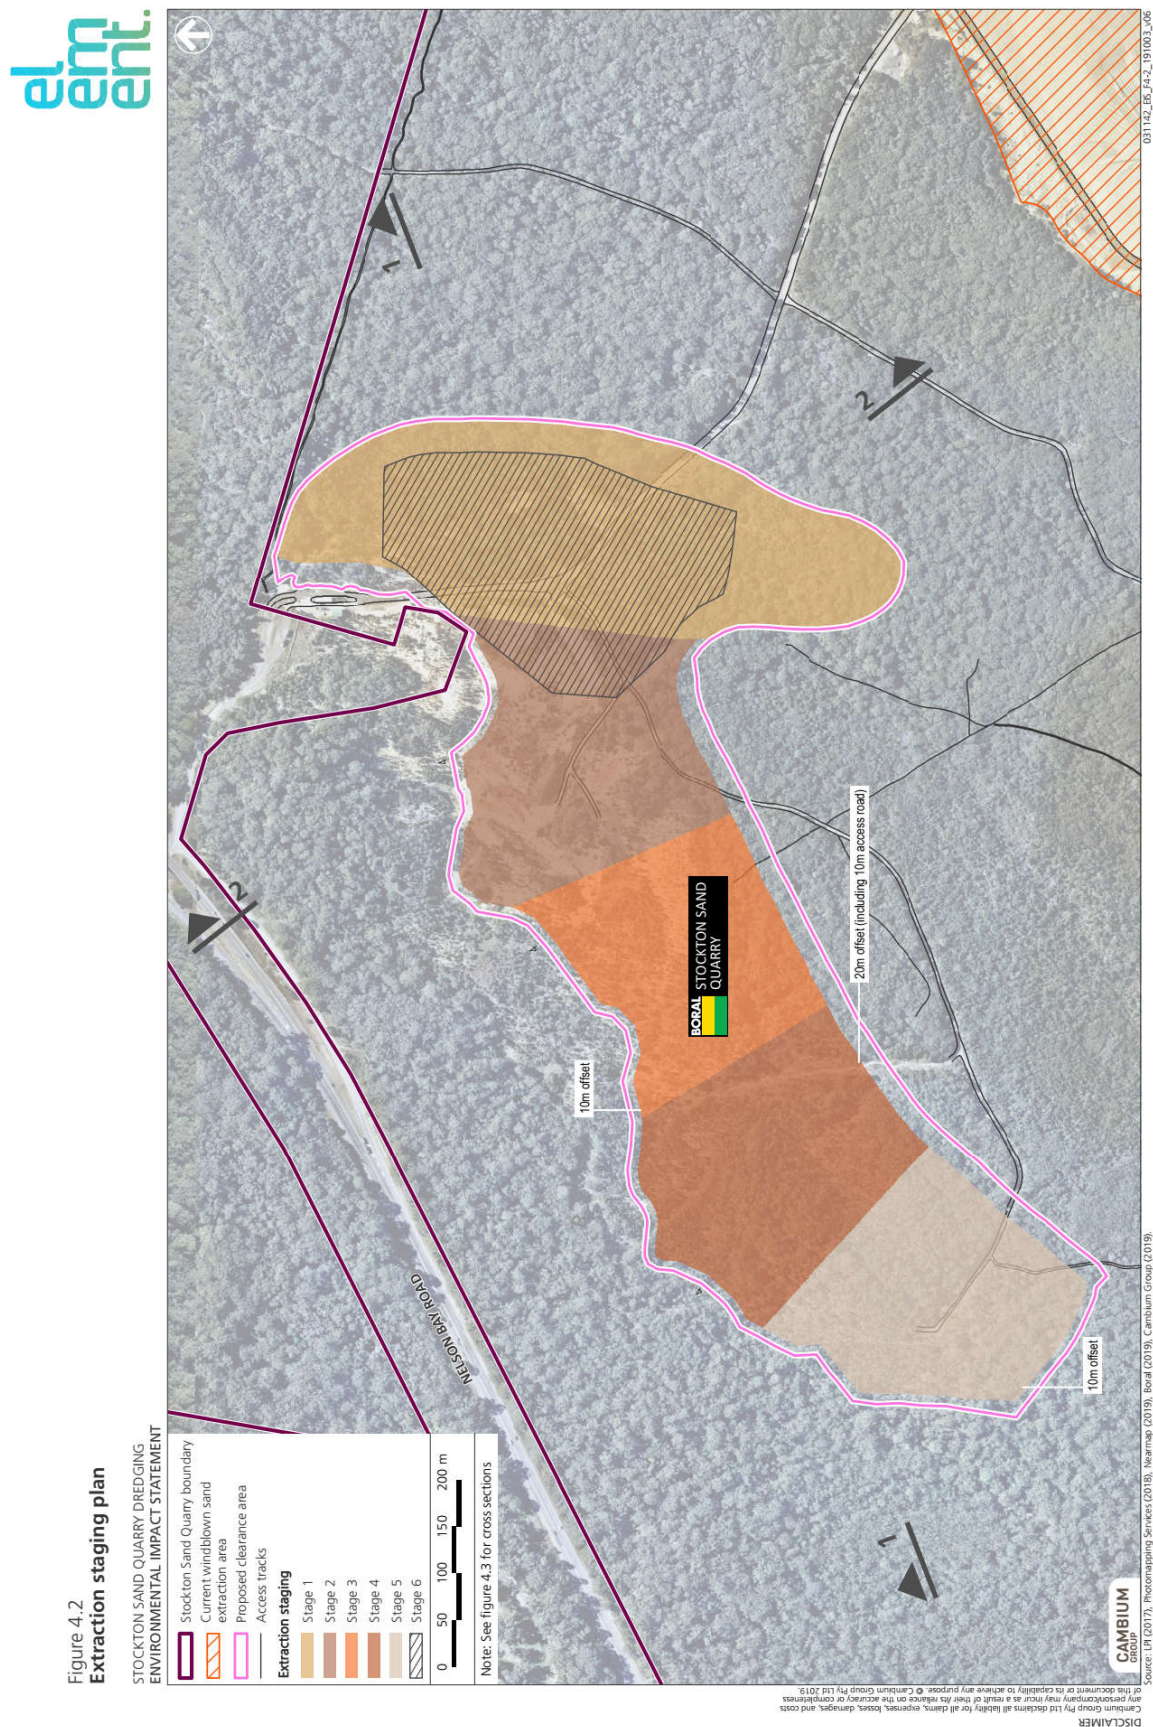 elem
ent.
Figure 4.2
Extraction staging plan
STOCKTON SAND QUARRY DREDGING
ENVIRONMENTAL IMPACT STATEMENT
Stockton Sand Quarry boundary
Current windblown sand
extraction area
Proposed clearance area
Access tracks
Extraction staging
Stage 1
Stage 2
Stage 3
Stage 4
Stage 5
Stage 6
0 50 100 150 200 m
Note: See figure 4.3 for cross sections
NELSON BAY ROAD
1
1
2
2
10m offset
BORAL
STOCKTON SAND
QUARRY
20m offset (including 10m access road)
10m offset
CAMBIUM
GROUP
Source: LPI (2017), Photomapping Services (2018), Nearmap (2019), Boral (2019), Cambium Group (2019).
031142_EIS_F4-2_191003_v06
DISCLAIMER
Cambium Group Pty Ltd disclaims all liability for all claims, expenses, losses, damages, and costs
any person/company may incur as a result of their/its reliance on the accuracy or completeness
of this document or its capability to achieve any purpose. © Cambium Group Pty Ltd 2019.